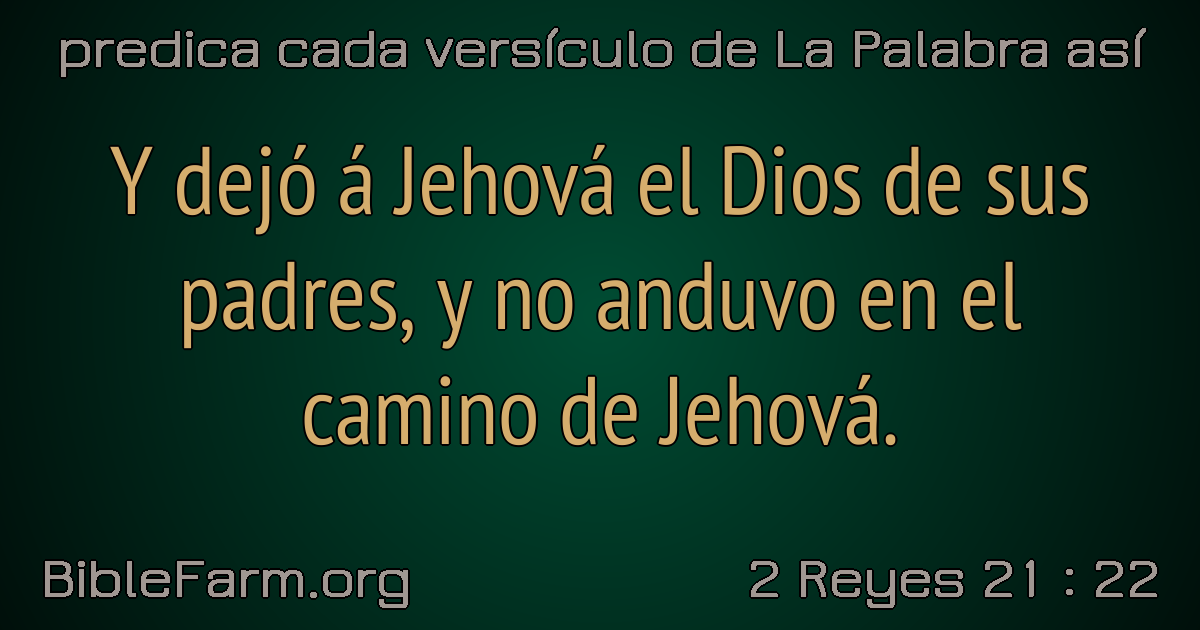 predica cada versículo de La Palabra así
Y dejó á Jehová el Dios de sus
padres, y no anduvo en el
camino de Jehová.
BibleFarm.org
2 Reyes 21 : 22